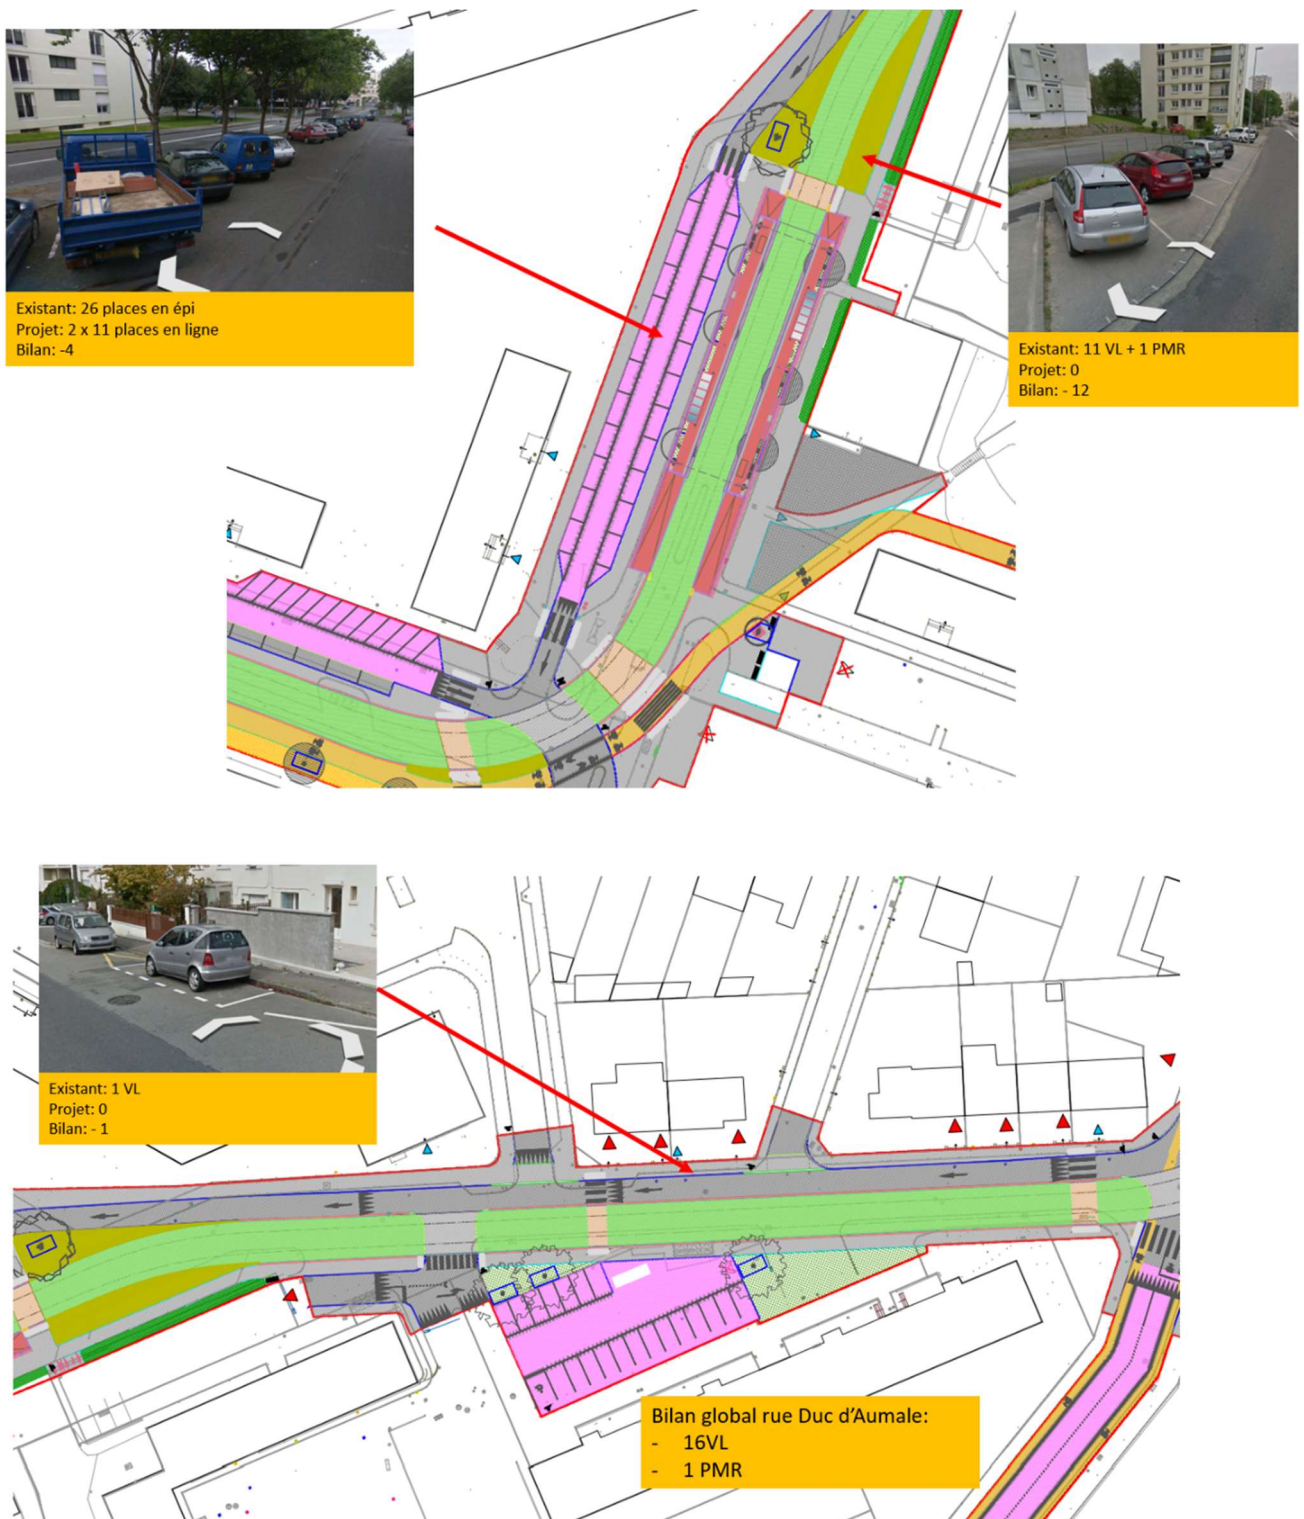 Existant: 26 places en épi
Projet: 2 x 11 places en ligne
Bilan: -4
Existant: 11 VL + 1 PMR
Projet: 0
Bilan: - 12
Existant: 1 VL
Projet: 0
Bilan: - 1
Bilan global rue Duc d'Aumale:
- 16VL
- 1 PMR